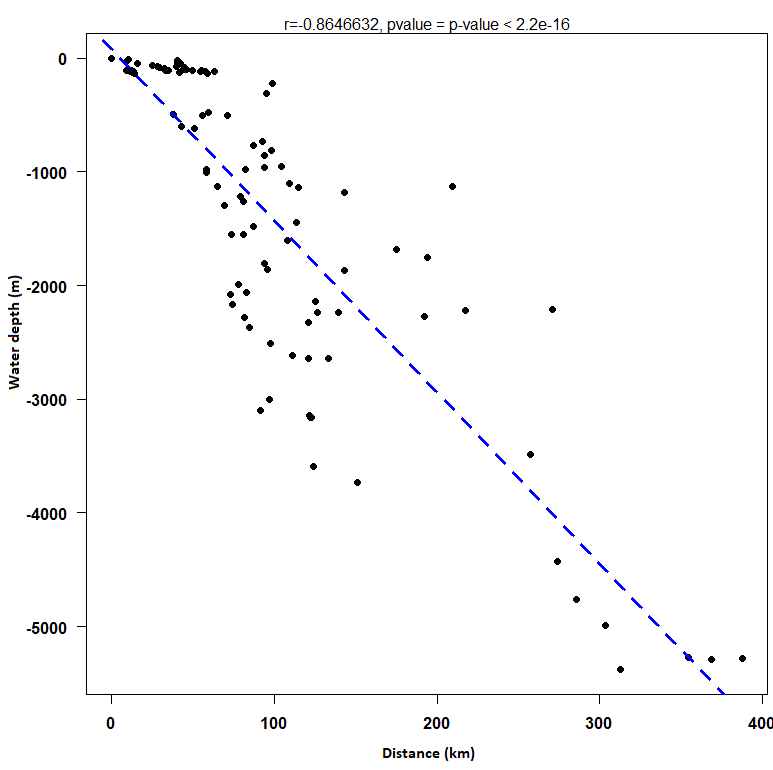 r=-0.8646632, pvalue = p-value < 2.2e-16
0
-1000
-2000
-3000
-4000
-5000
Water depth (m)
0 100 200 300 400
Distance (km)